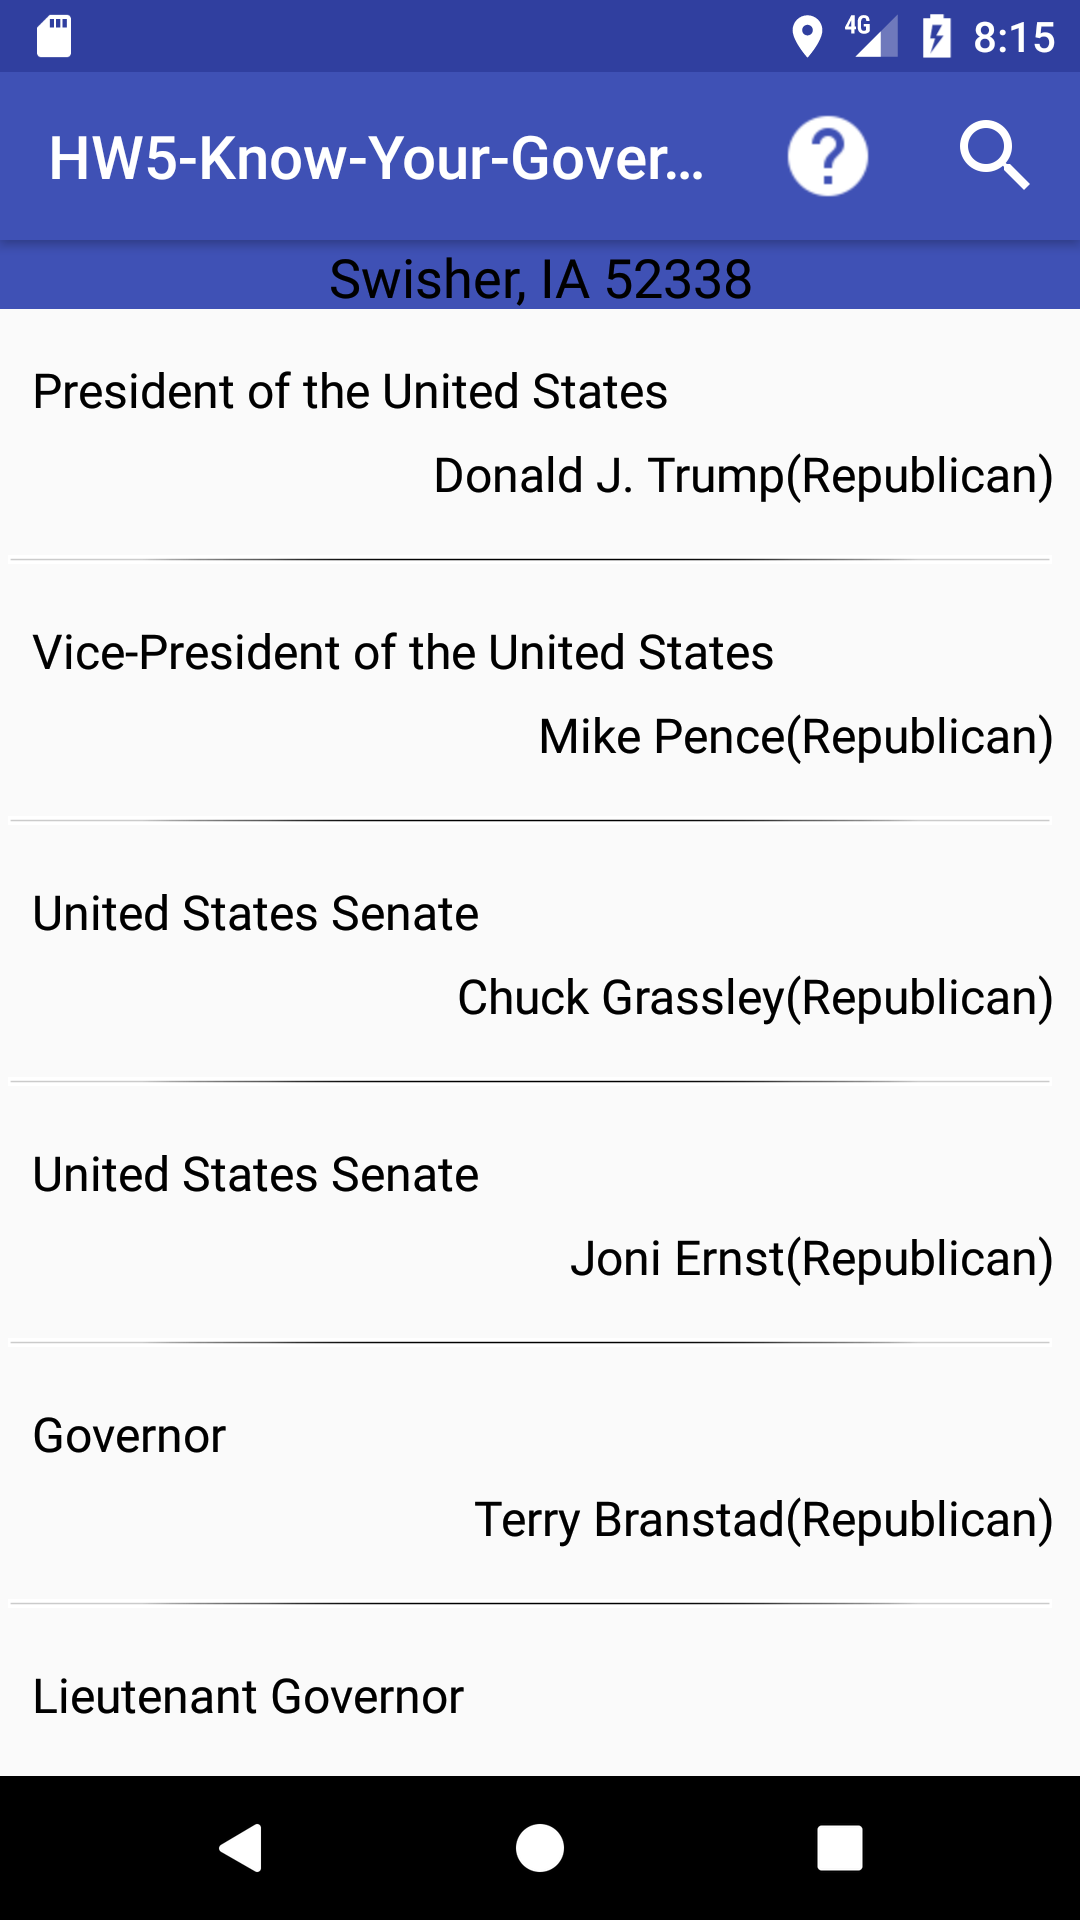 4G 8:15
HW5-Know-Your-Gover...
Swisher, IA 52338
President of the United States
Donald J. Trump(Republican)
Vice-President of the United States
Mike Pence(Republican)
United States Senate
Chuck Grassley(Republican)
United States Senate
Joni Ernst(Republican)
Governor
Terry Branstad(Republican)
Lieutenant Governor